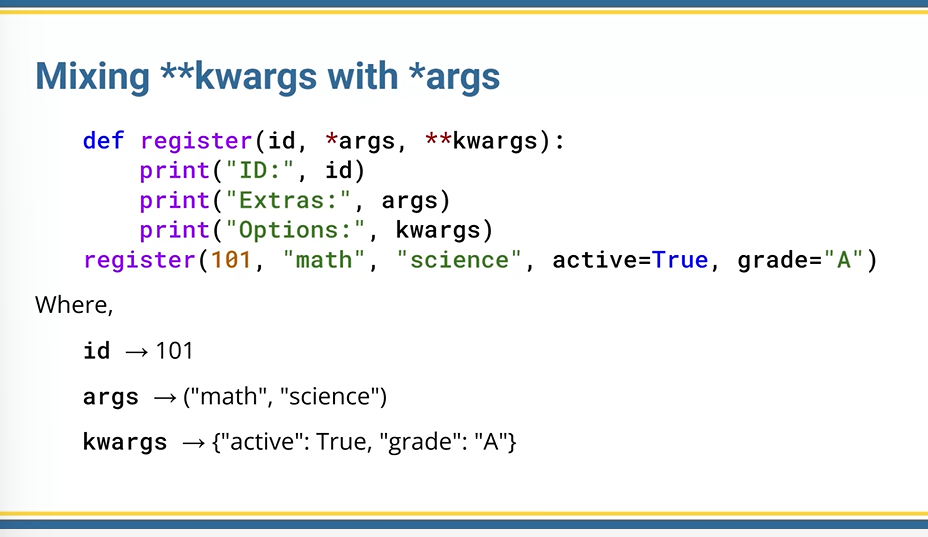 Mixing **kwargs with *args
def register(id, *args, **kwargs):
    print("ID:", id)
    print("Extras:", args)
    print("Options:", kwargs)
register(101, "math", "science", active=True, grade="A")
Where,
id → 101
args → ("math", "science")
kwargs → {"active": True, "grade": "A"}